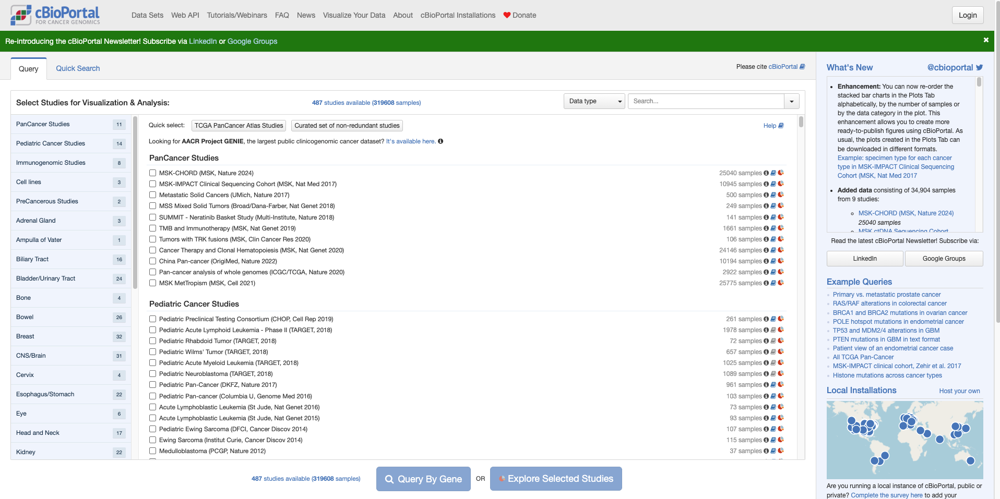 cBioPortal
FOR CANCER GENOMICS
Data Sets Web API Tutorials/Webinars FAQ News Visualize Your Data About cBioPortal Installations Donate
Login
Re-introducing the cBioPortal Newsletter! Subscribe via LinkedIn or Google Groups
Query Quick Search
Please cite cBioPortal
Select Studies for Visualization & Analysis:
487 studies available (319608 samples)
Data type
Search...
PanCancer Studies 11
Pediatric Cancer Studies 14
Immunogenomic Studies 8
Cell lines 3
PreCancerous Studies 2
Adrenal Gland 3
Ampulla of Vater 1
Biliary Tract 16
Bladder/Urinary Tract 24
Bone 4
Bowel 26
Breast 32
CNS/Brain 31
Cervix 4
Esophagus/Stomach 22
Eye 6
Head and Neck 17
Kidney 22
Quick select: TCGA PanCancer Atlas Studies Curated set of non-redundant studies
Help
Looking for AACR Project GENIE, the largest public clinicogenomic cancer dataset? It's available here.
PanCancer Studies
MSK-CHORD (MSK, Nature 2024) 25040 samples
MSK-IMPACT Clinical Sequencing Cohort (MSK, Nat Med 2017) 10945 samples
Metastatic Solid Cancers (UMich, Nature 2017) 500 samples
MSS Mixed Solid Tumors (Broad/Dana-Farber, Nat Genet 2018) 249 samples
SUMMIT - Neratinib Basket Study (Multi-Institute, Nature 2018) 141 samples
TMB and Immunotherapy (MSK, Nat Genet 2019) 1661 samples
Tumors with TRK fusions (MSK, Clin Cancer Res 2020) 106 samples
Cancer Therapy and Clonal Hematopoiesis (MSK, Nat Genet 2020) 24146 samples
China Pan-cancer (OrigiMed, Nature 2022) 10194 samples
Pan-cancer analysis of whole genomes (ICGC/TCGA, Nature 2020) 2922 samples
MSK MetTropism (MSK, Cell 2021) 25775 samples
Pediatric Cancer Studies
Pediatric Preclinical Testing Consortium (CHOP, Cell Rep 2019) 261 samples
Pediatric Acute Lymphoid Leukemia - Phase II (TARGET, 2018) 1978 samples
Pediatric Rhabdoid Tumor (TARGET, 2018) 72 samples
Pediatric Wilms' Tumor (TARGET, 2018) 657 samples
Pediatric Acute Myeloid Leukemia (TARGET, 2018) 1025 samples
Pediatric Neuroblastoma (TARGET, 2018) 1089 samples
Pediatric Pan-Cancer (DKFZ, Nature 2017) 961 samples
Pediatric Pan-cancer (Columbia U, Genome Med 2016) 103 samples
Acute Lymphoblastic Leukemia (St Jude, Nat Genet 2016) 73 samples
Acute Lymphoblastic Leukemia (St Jude, Nat Genet 2015) 93 samples
Pediatric Ewing Sarcoma (DFCI, Cancer Discov 2014) 107 samples
Ewing Sarcoma (Institut Curie, Cancer Discov 2014) 115 samples
Medulloblastoma (PCGP, Nature 2012) 37 samples
487 studies available (319608 samples)
Query By Gene OR Explore Selected Studies
What's New @cbioportal
Enhancement: You can now re-order the
stacked bar charts in the Plots Tab
alphabetically, by the number of samples or
by the data category in the plot. This
enhancement allows you to create more
ready-to-publish figures using cBioPortal. As
usual, the plots created in the Plots Tab can
be downloaded in different formats.
Example: specimen type for each cancer
type in MSK-IMPACT Clinical Sequencing
Cohort (MSK, Nat Med 2017
Added data consisting of 34,904 samples
from 9 studies:
MSK-CHORD (MSK, Nature 2024)
25040 samples
MSK ctDNA Sequencing Cohort
Read the latest cBioPortal Newsletter! Subscribe via:
LinkedIn Google Groups
Example Queries
Primary vs. metastatic prostate cancer
RAS/RAF alterations in colorectal cancer
BRCA1 and BRCA2 mutations in ovarian cancer
POLE hotspot mutations in endometrial cancer
TP53 and MDM2/4 alterations in GBM
PTEN mutations in GBM in text format
Patient view of an endometrial cancer case
All TCGA Pan-Cancer
MSK-IMPACT clinical cohort, Zehir et al. 2017
Histone mutations across cancer types
Local Installations Host your own
Are you running a local instance of cBioPortal, public or
private? Complete the survey here to add your